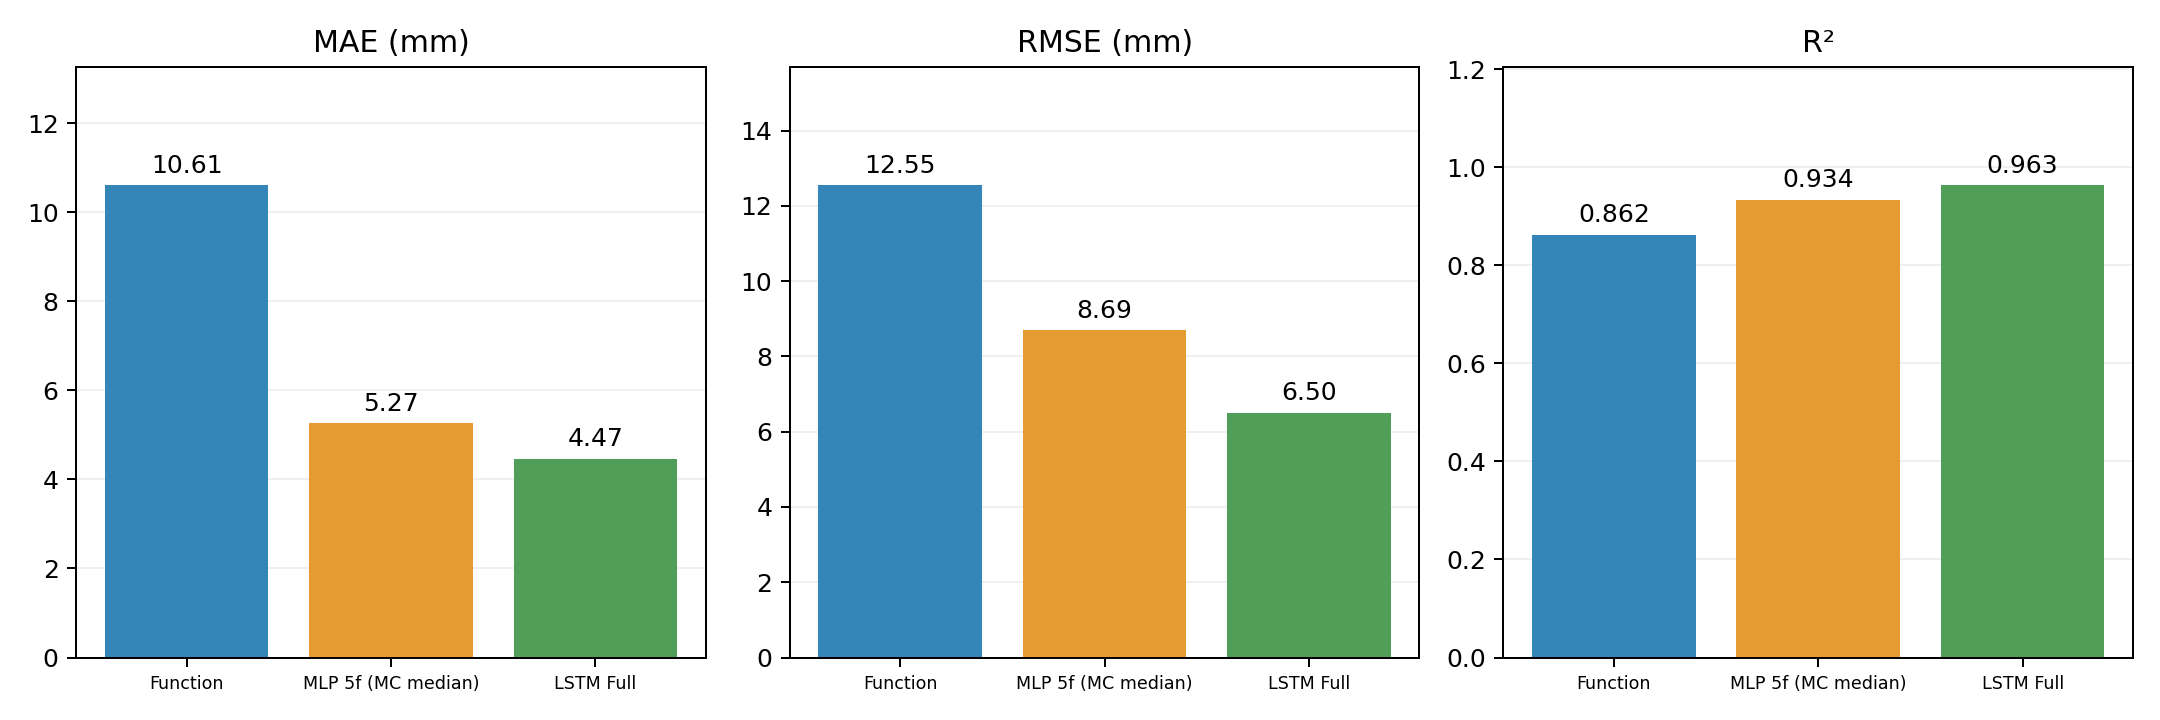 MAE (mm)
12
10
8
6
4
2
0
10.61
5.27
4.47
Function
MLP 5f (MC median)
LSTM Full
RMSE (mm)
14
12
10
8
6
4
2
0
12.55
8.69
6.50
Function
MLP 5f (MC median)
LSTM Full
R²
1.2
1.0
0.8
0.6
0.4
0.2
0.0
0.862
0.934
0.963
Function
MLP 5f (MC median)
LSTM Full